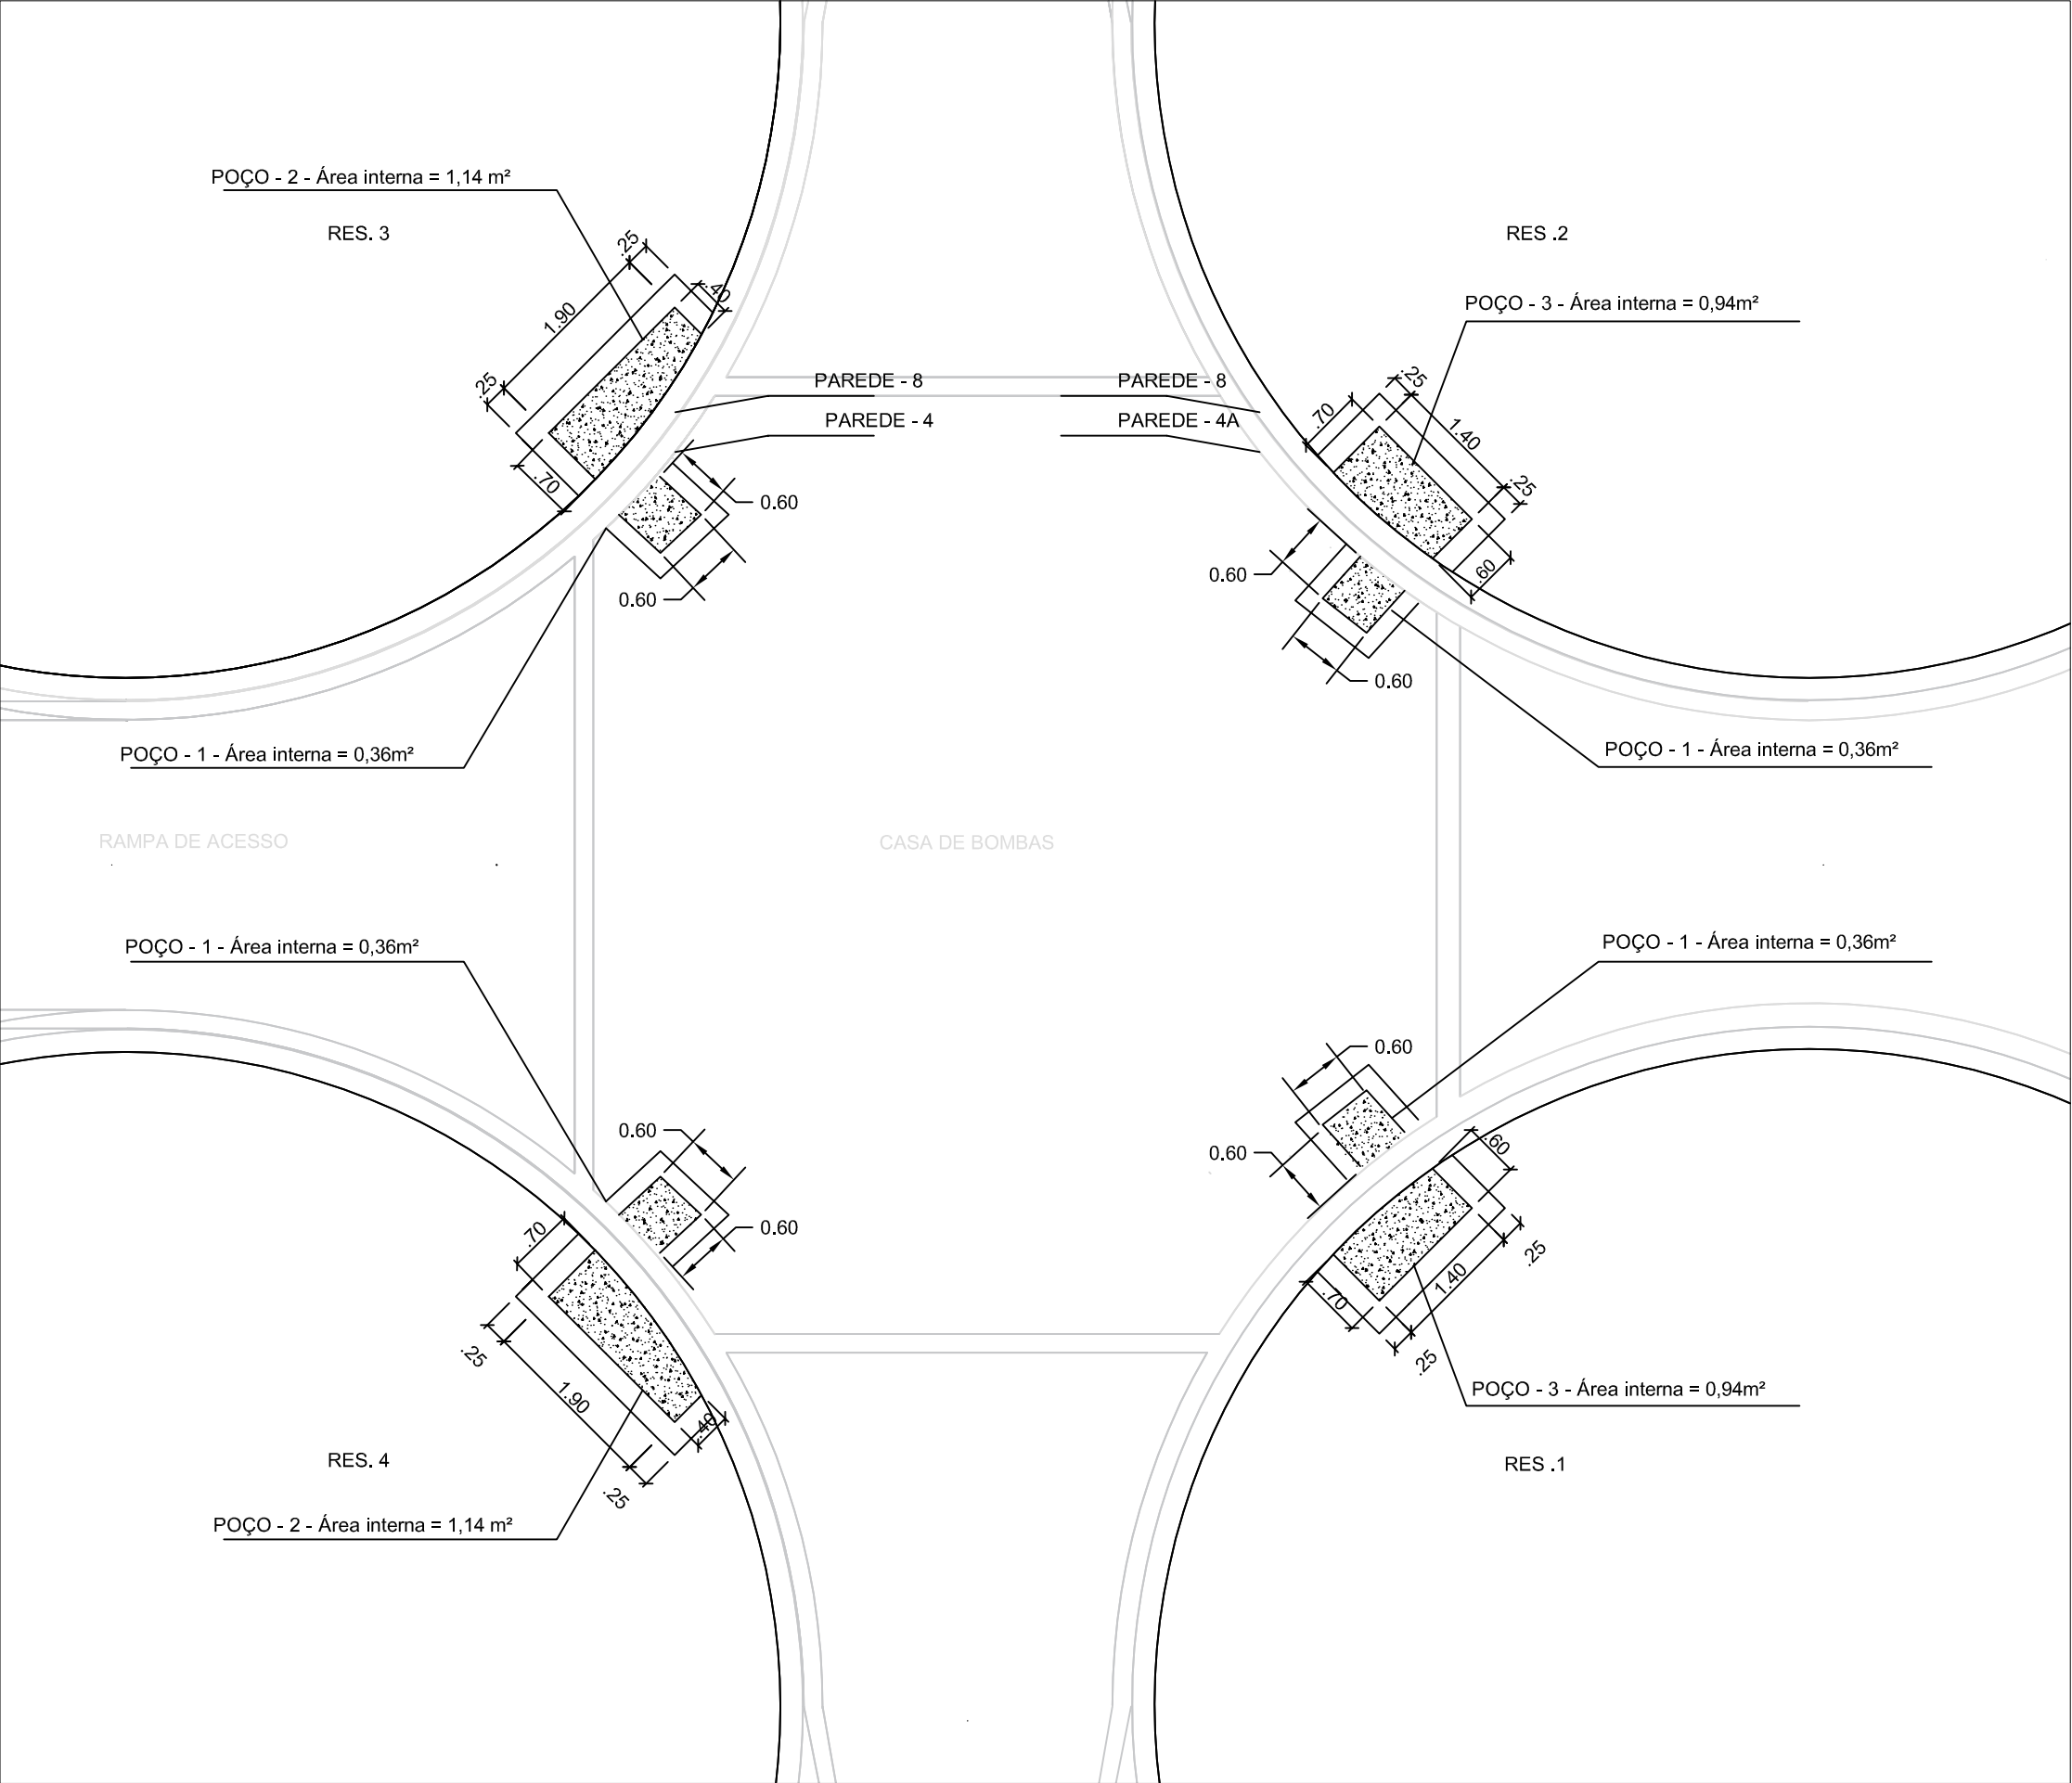 POÇO - 2 - Área interna = 1,14 m²
RES. 3
.25
1.90
.25
.40
.70
RES .2
POÇO - 3 - Área interna = 0,94m²
.25
.70
1.40
.25
.60
PAREDE - 8
PAREDE - 8
PAREDE - 4
PAREDE - 4A
0.60
0.60
0.60
0.60
POÇO - 1 - Área interna = 0,36m²
POÇO - 1 - Área interna = 0,36m²
RAMPA DE ACESSO
CASA DE BOMBAS
POÇO - 1 - Área interna = 0,36m²
POÇO - 1 - Área interna = 0,36m²
0.60
0.60
0.60
0.60
.70
.25
1.90
.40
.25
.60
.25
1.40
.70
.25
POÇO - 3 - Área interna = 0,94m²
RES. 4
RES .1
POÇO - 2 - Área interna = 1,14 m²